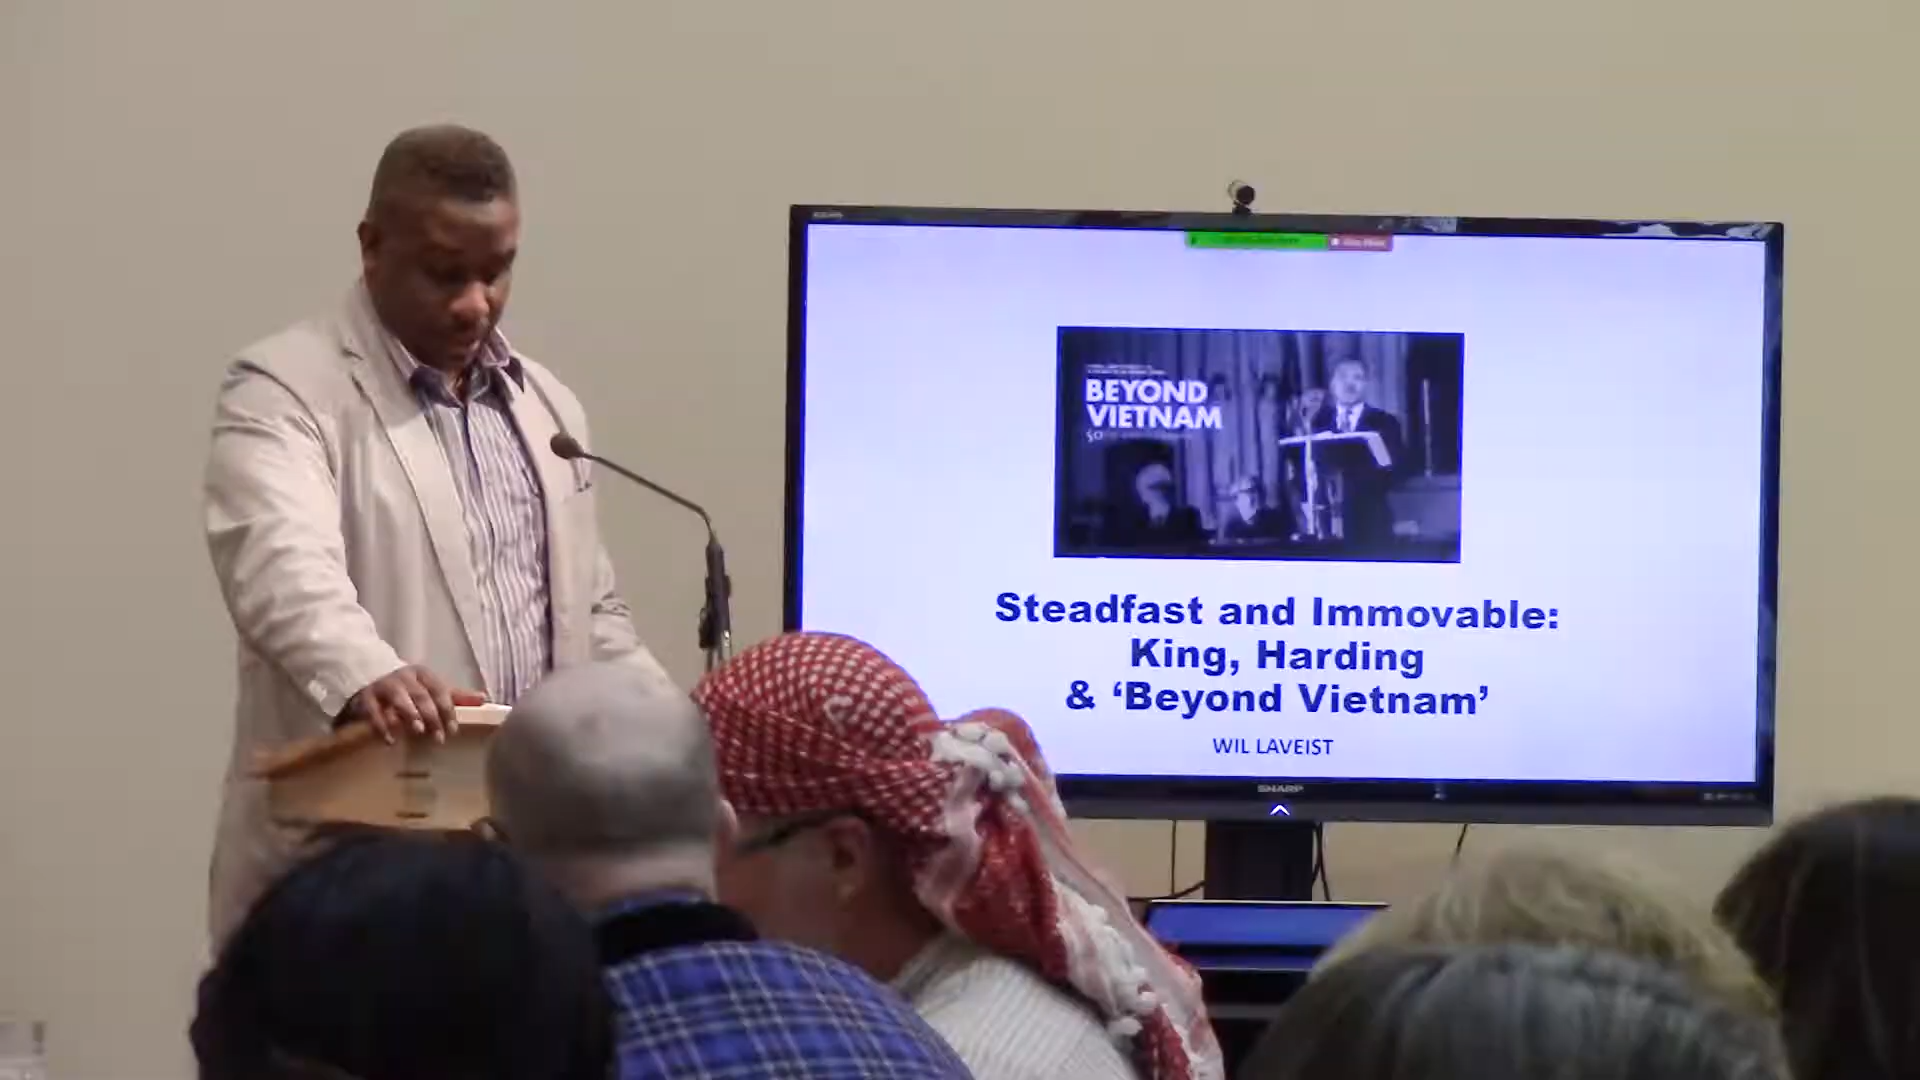 BEYOND
VIETNAM
Steadfast and Immovable:
King, Harding
& ‘Beyond Vietnam’
WIL LAVEIST
SHARP